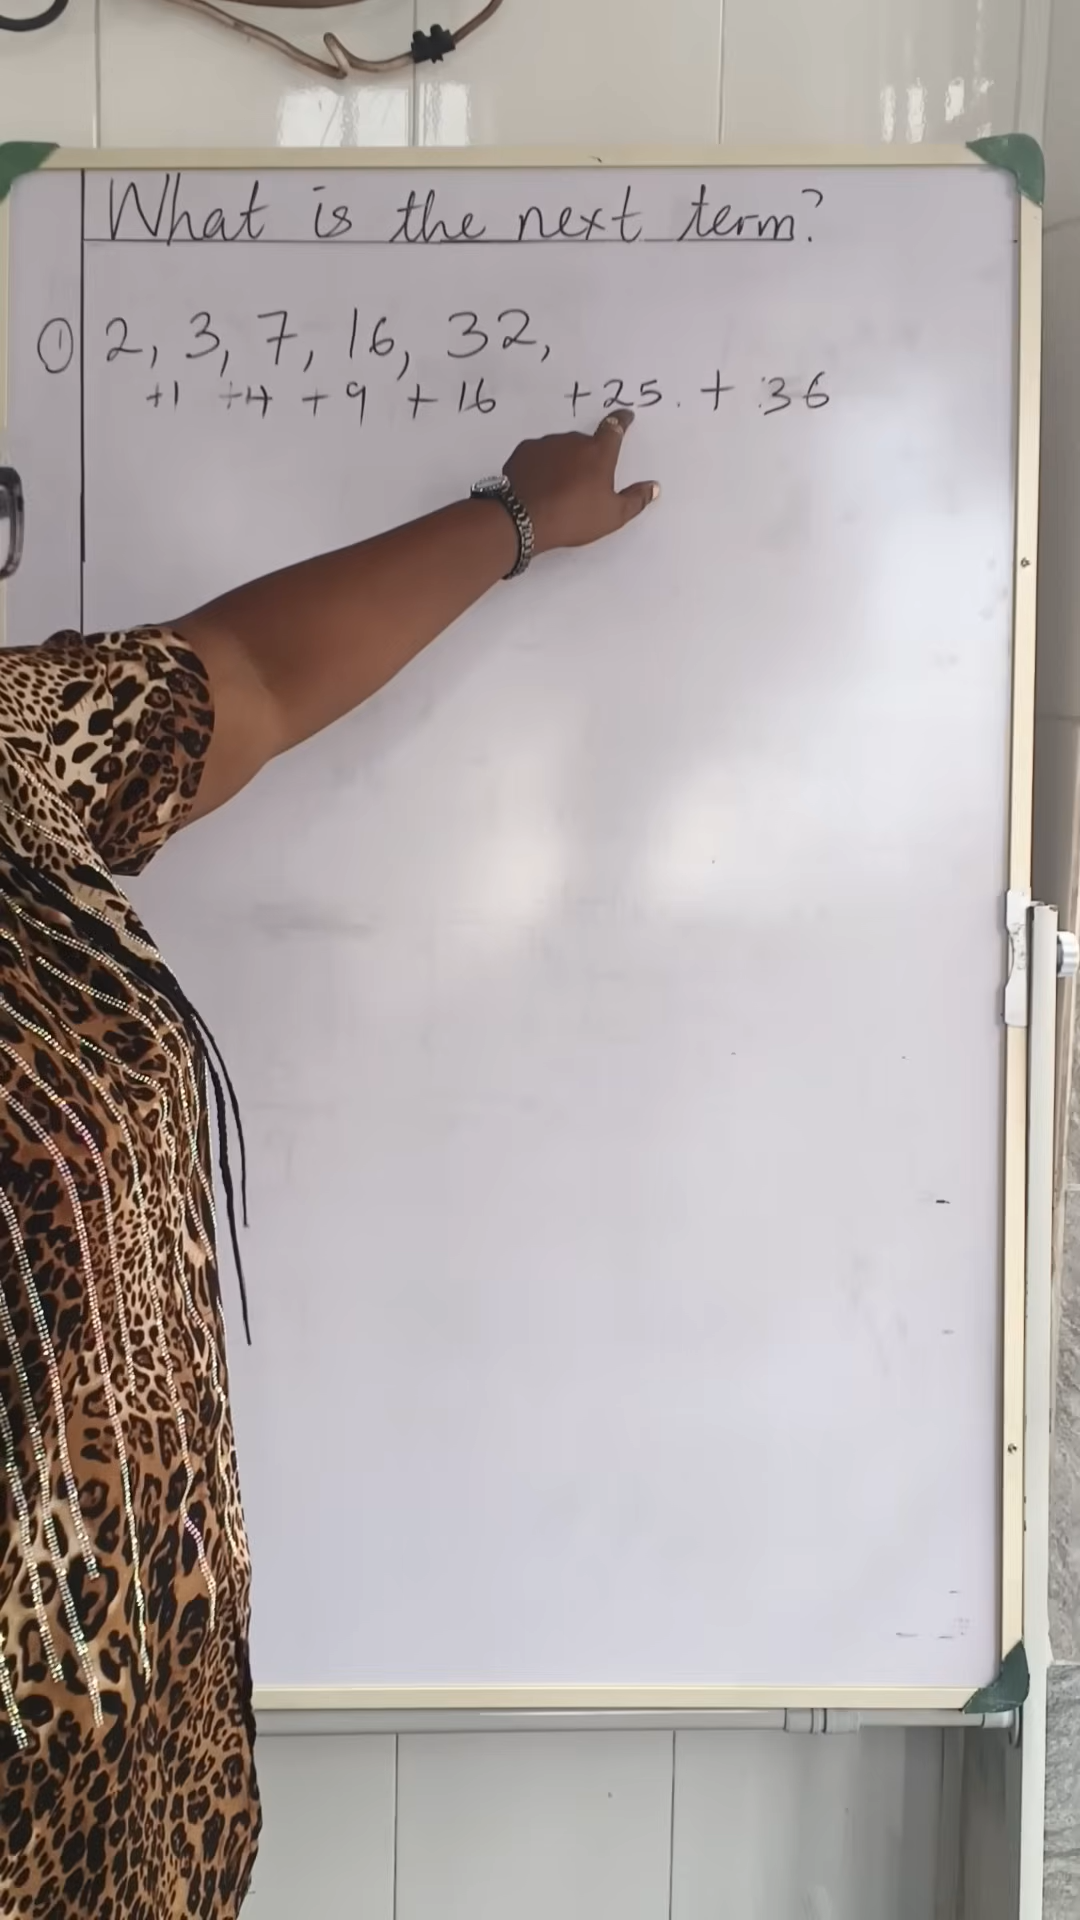 What is the next term?
① 2, 3, 7, 16, 32,
+1 +4 +9 +16 +25. + 36